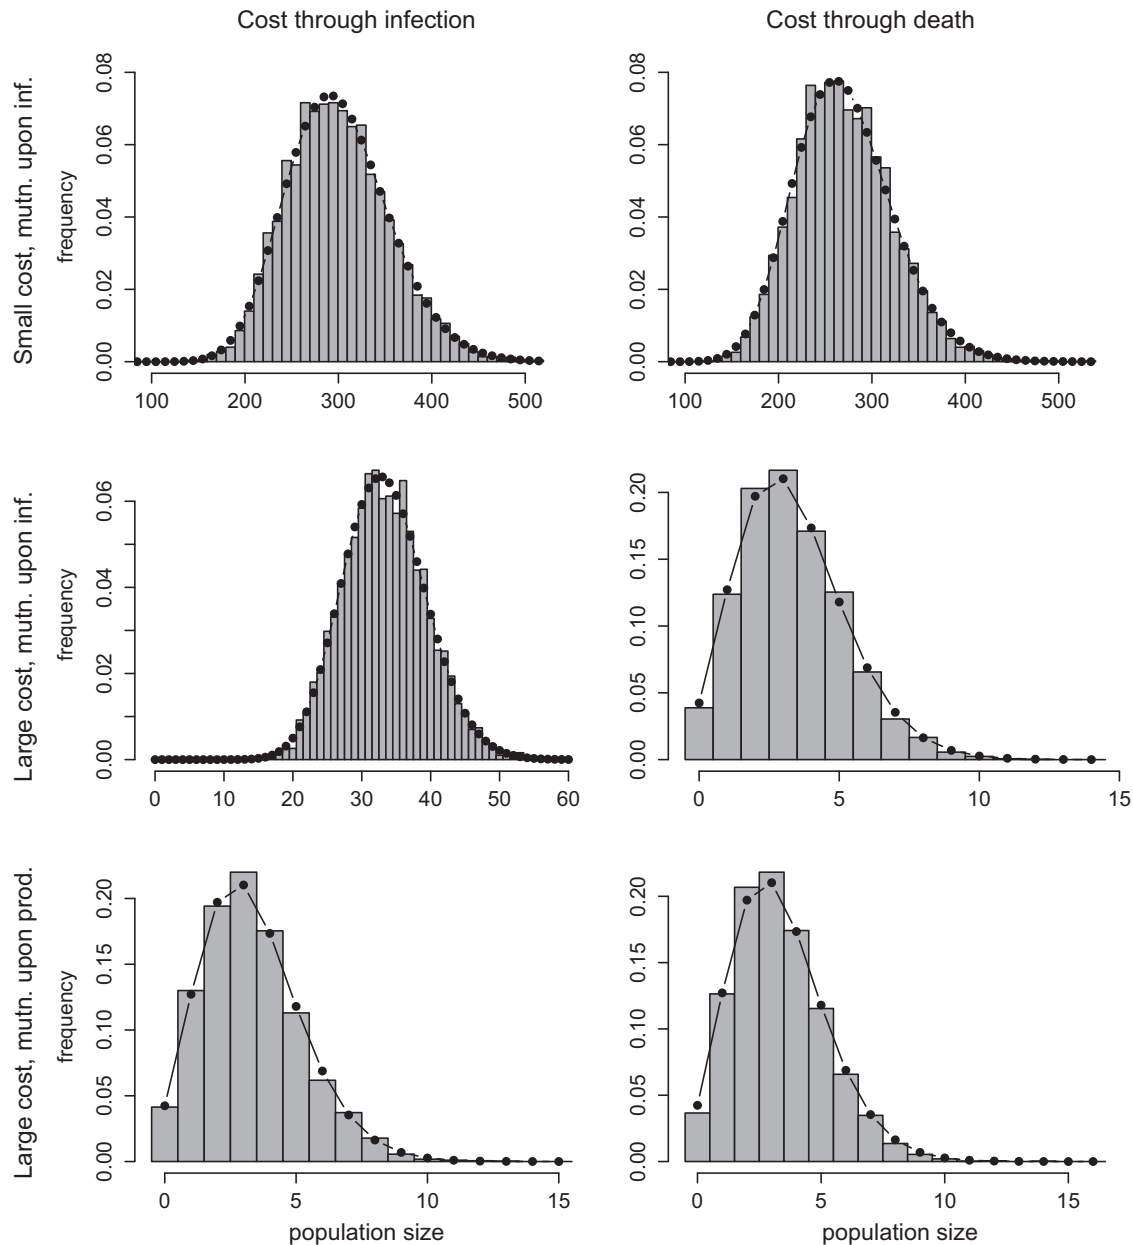 Cost through infection
Cost through death
Small cost, mutn. upon inf.
frequency
0.00 0.02 0.04 0.06 0.08
100 200 300 400 500
0.00 0.02 0.04 0.06 0.08
100 200 300 400 500
Large cost, mutn. upon inf.
frequency
0.00 0.02 0.04 0.06
0 10 20 30 40 50 60
0.00 0.05 0.10 0.15 0.20
0 5 10 15
Large cost, mutn. upon prod.
frequency
0.00 0.05 0.10 0.15 0.20
0 5 10 15
population size
0.00 0.05 0.10 0.15 0.20
0 5 10 15
population size